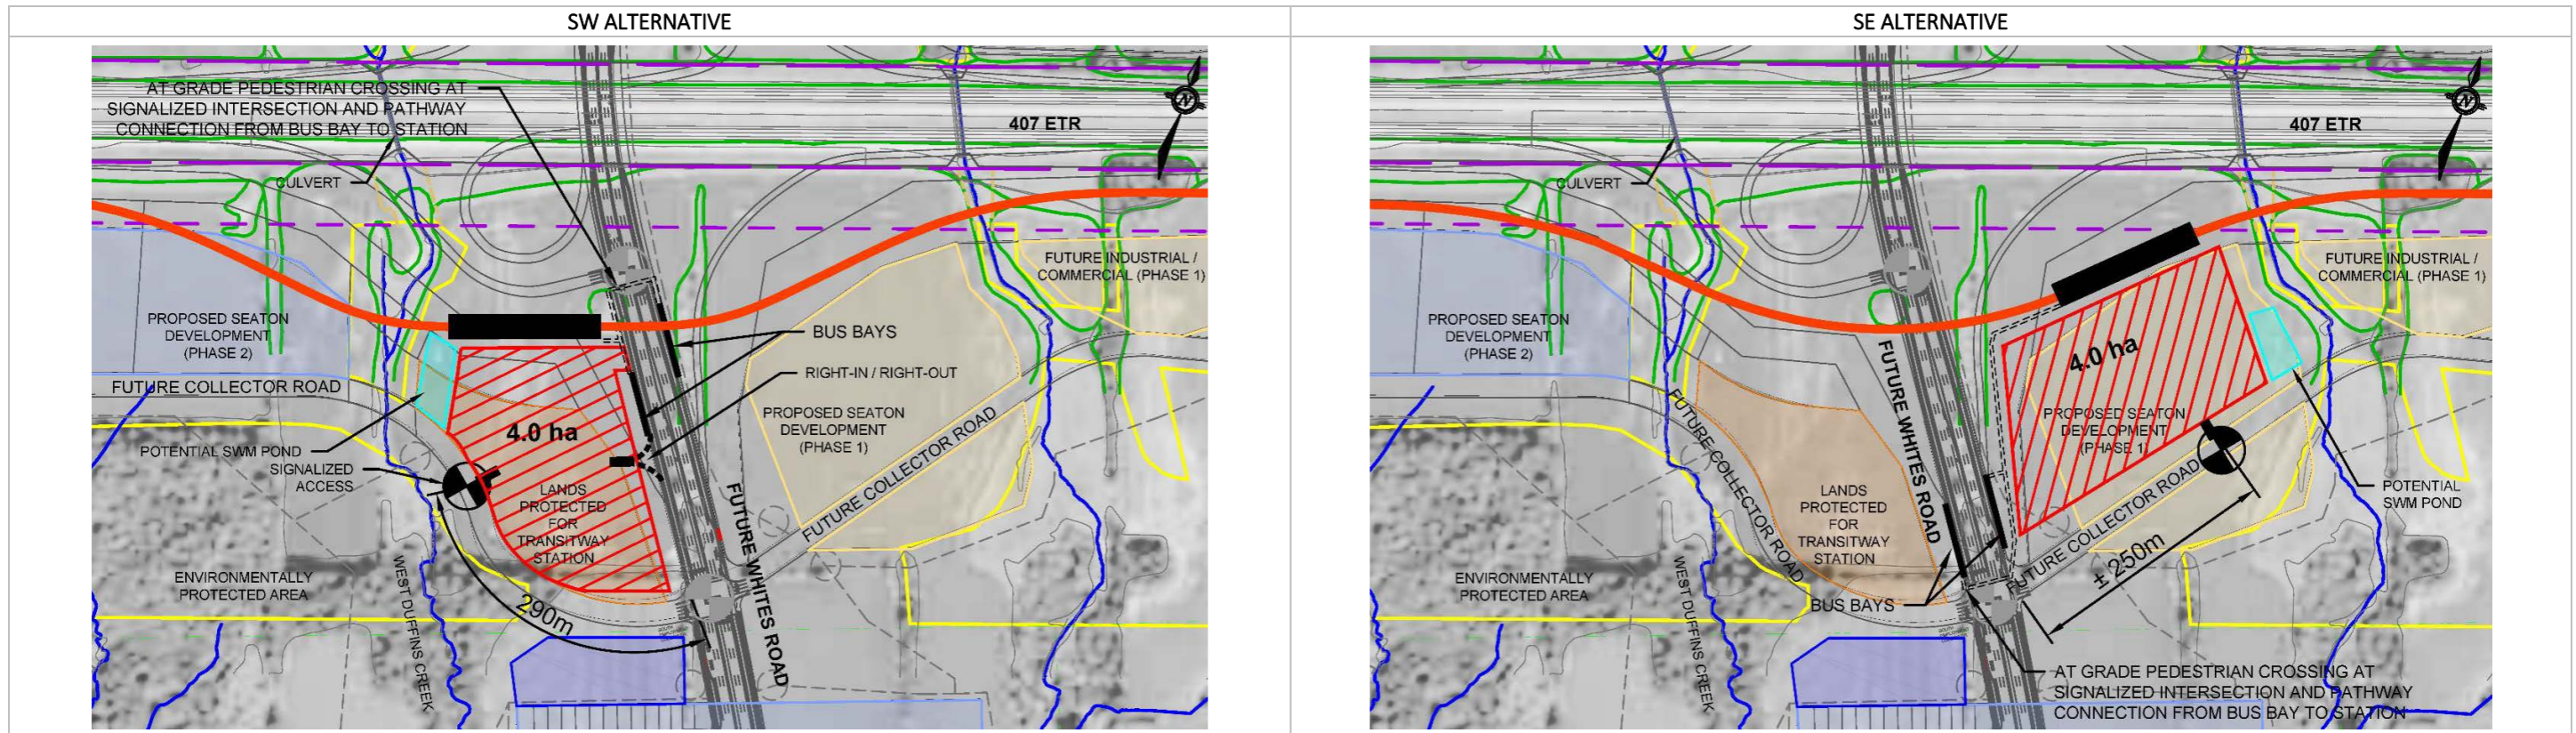 SW ALTERNATIVE
AT GRADE PEDESTRIAN CROSSING AT
SIGNALIZED INTERSECTION AND PATHWAY
CONNECTION FROM BUS BAY TO STATION
N
407 ETR
CULVERT
FUTURE INDUSTRIAL /
COMMERCIAL (PHASE 1)
PROPOSED SEATON
DEVELOPMENT
(PHASE 2)
BUS BAYS
RIGHT-IN / RIGHT-OUT
FUTURE COLLECTOR ROAD
4.0 ha
PROPOSED SEATON
DEVELOPMENT
(PHASE 1)
FUTURE COLLECTOR ROAD
POTENTIAL SWM POND
SIGNALIZED
ACCESS
LANDS
PROTECTED
FOR
TRANSITWAY
STATION
FUTURE WHITES ROAD
ENVIRONMENTALLY
PROTECTED AREA
WEST DUFFINS CREEK
290m
SE ALTERNATIVE
N
407 ETR
CULVERT
FUTURE INDUSTRIAL /
COMMERCIAL (PHASE 1)
PROPOSED SEATON
DEVELOPMENT
(PHASE 2)
4.0 ha
FUTURE WHITES ROAD
FUTURE COLLECTOR ROAD
PROPOSED SEATON
DEVELOPMENT
(PHASE 1)
POTENTIAL
SWM POND
LANDS
PROTECTED
FOR
TRANSITWAY
STATION
FUTURE COLLECTOR ROAD
± 250m
ENVIRONMENTALLY
PROTECTED AREA
WEST DUFFINS CREEK
BUS BAYS
AT GRADE PEDESTRIAN CROSSING AT
SIGNALIZED INTERSECTION AND PATHWAY
CONNECTION FROM BUS BAY TO STATION